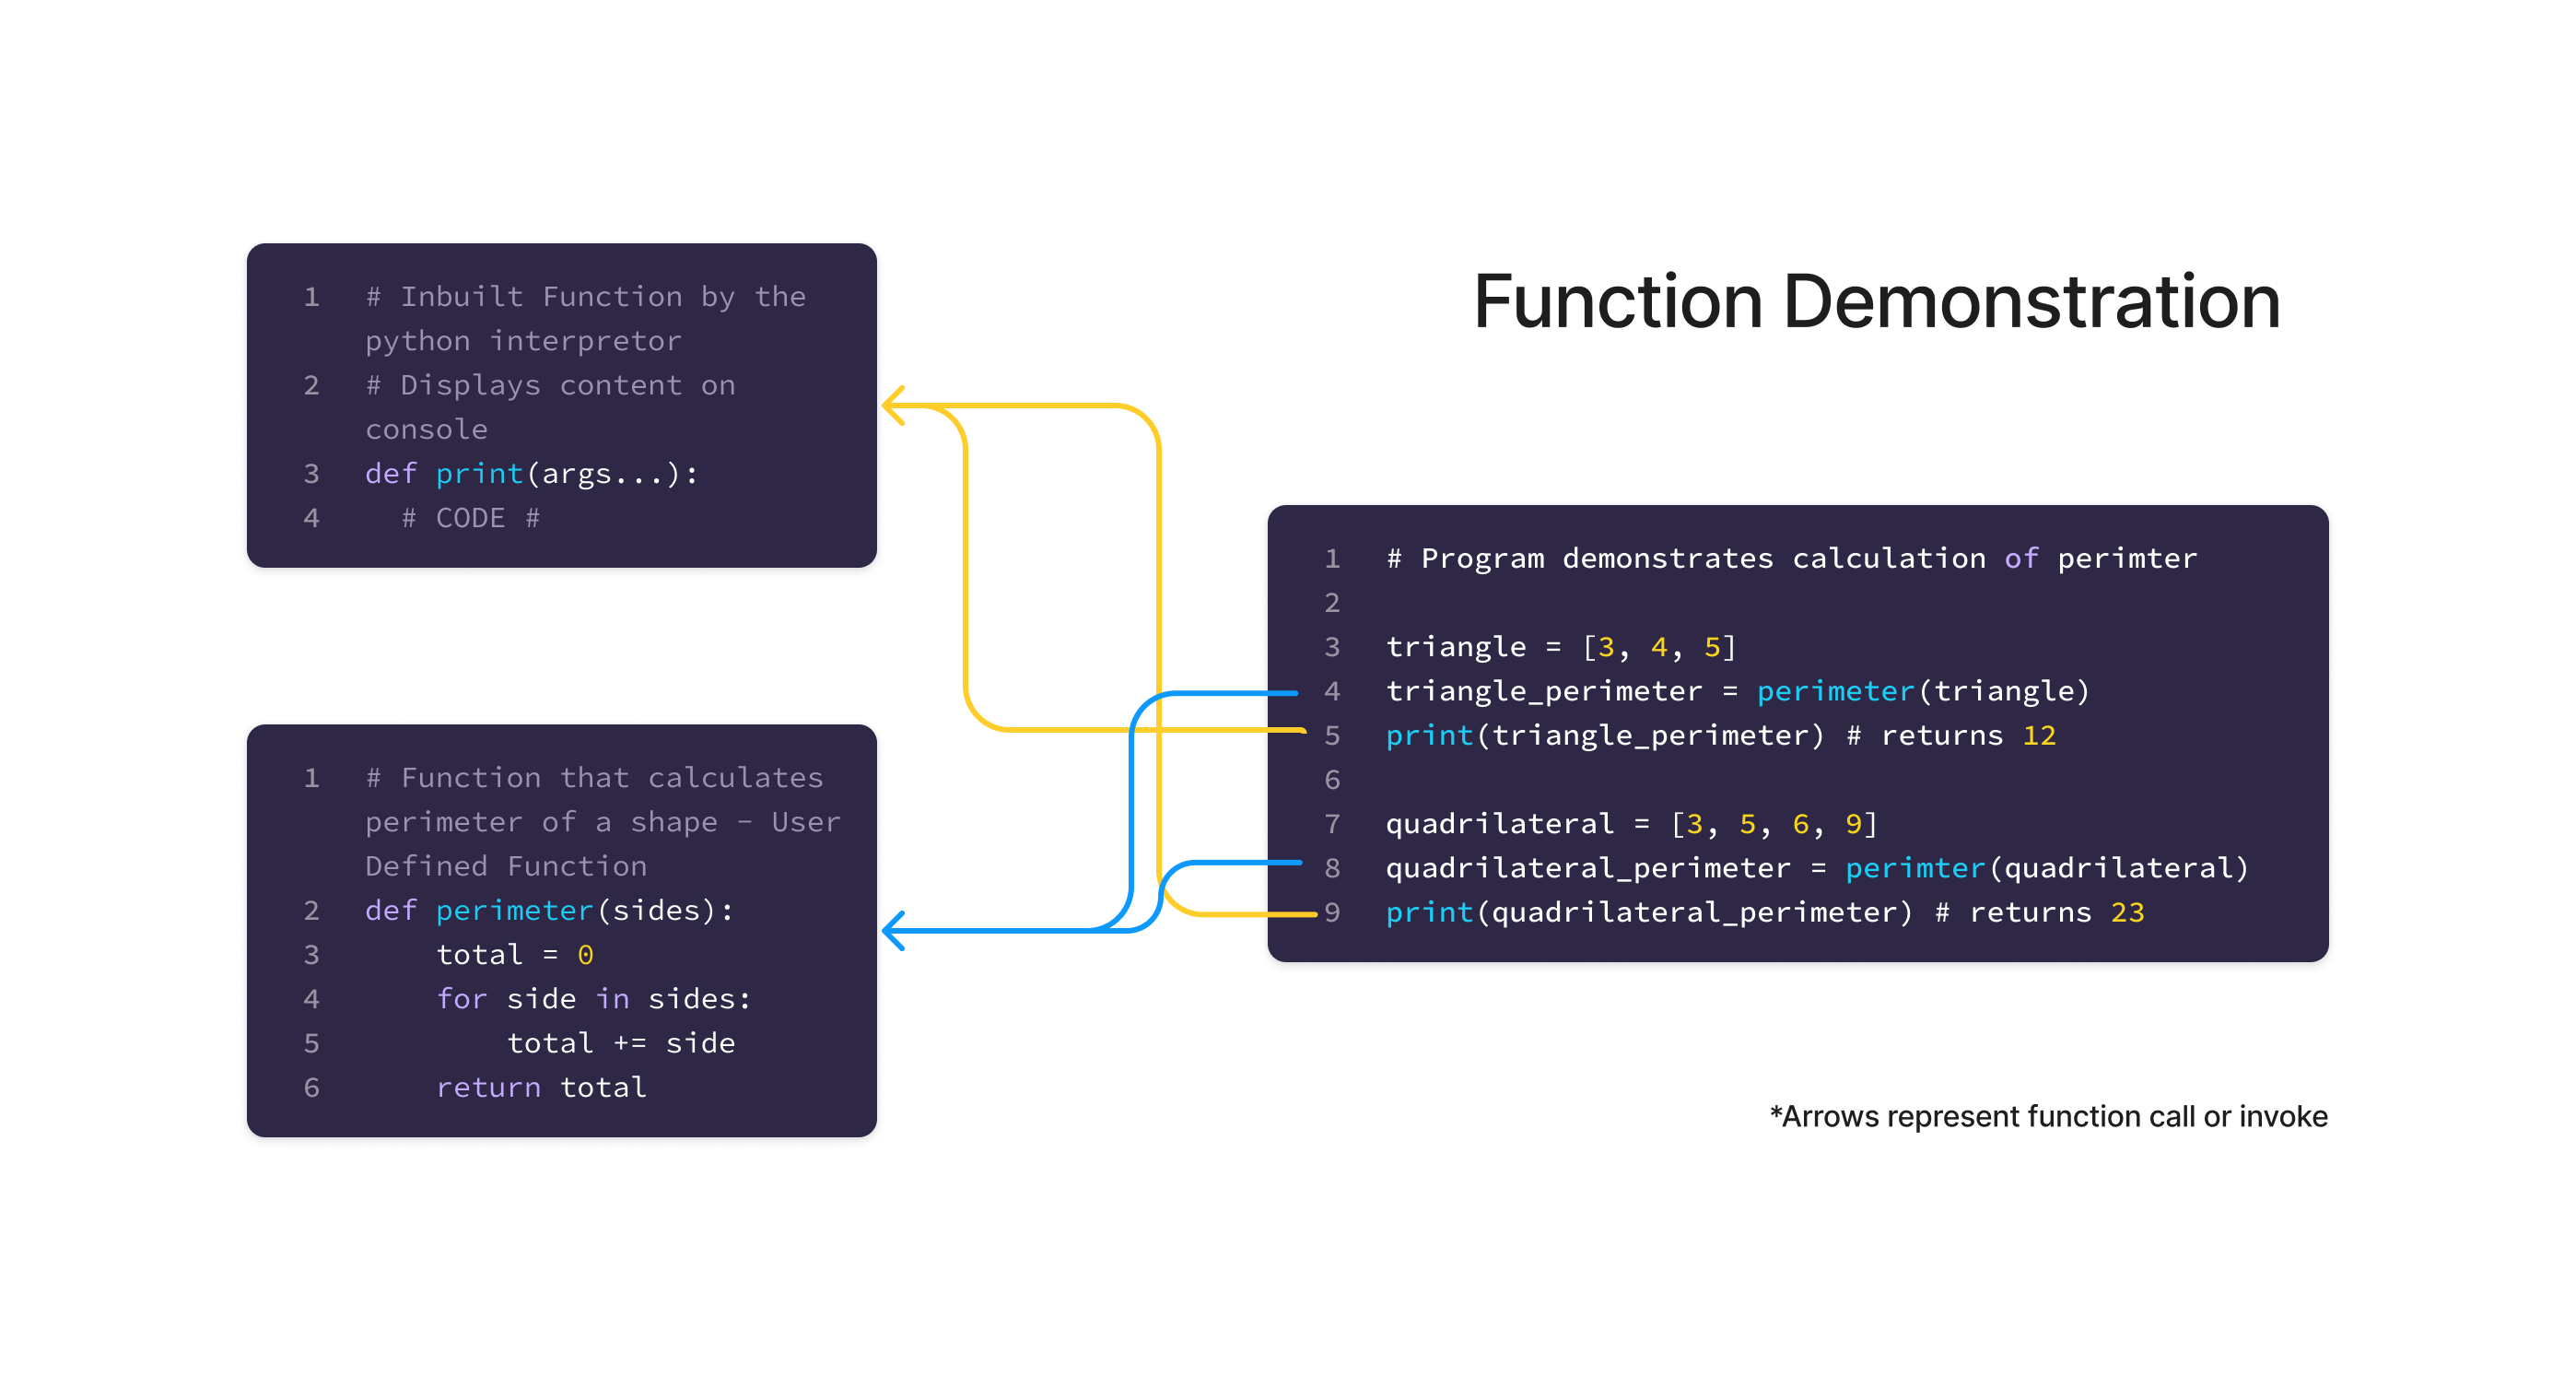 1 # Inbuilt Function by the
python interpretor
2 # Displays content on
console
3 def print(args...):
4   # CODE #
1 # Function that calculates
perimeter of a shape - User
Defined Function
2 def perimeter(sides):
3     total = 0
4     for side in sides:
5         total += side
6     return total
Function Demonstration
1 # Program demonstrates calculation of perimter
2
3 triangle = [3, 4, 5]
4 triangle_perimeter = perimeter(triangle)
5 print(triangle_perimeter) # returns 12
6
7 quadrilateral = [3, 5, 6, 9]
8 quadrilateral_perimeter = perimter(quadrilateral)
9 print(quadrilateral_perimeter) # returns 23
*Arrows represent function call or invoke